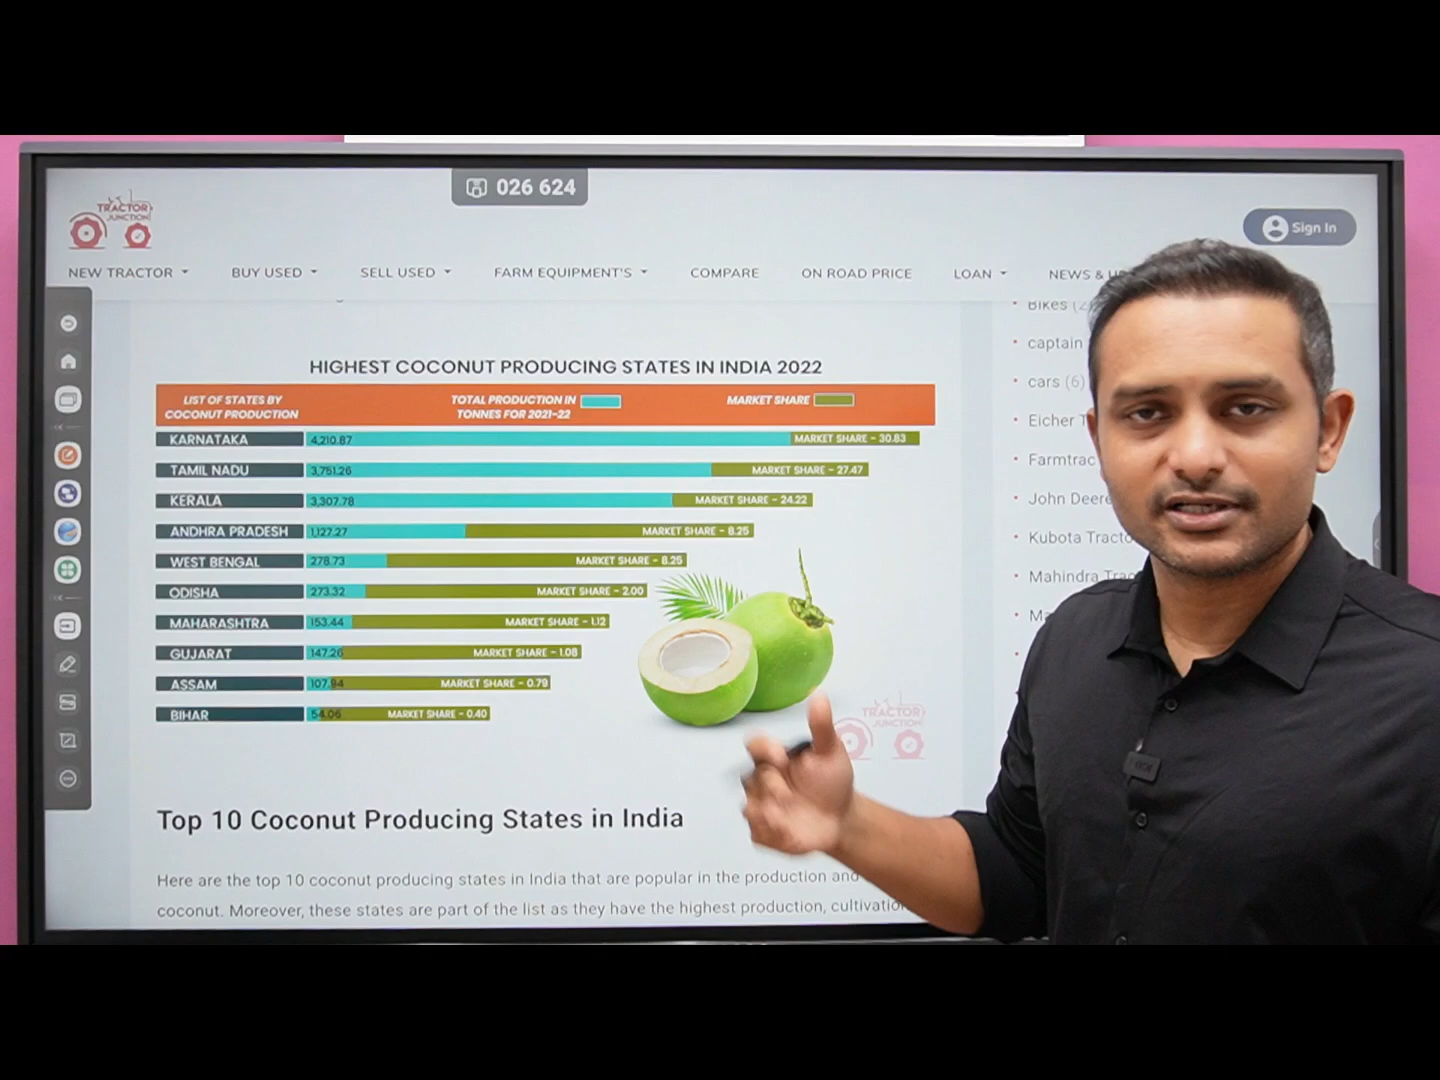 026 624
TRACTOR
JUNCTION
Sign In
NEW TRACTOR
BUY USED
SELL USED
FARM EQUIPMENT'S
COMPARE
ON ROAD PRICE
LOAN
NEWS &
HIGHEST COCONUT PRODUCING STATES IN INDIA 2022
LIST OF STATES BY
COCONUT PRODUCTION
TOTAL PRODUCTION IN
TONNES FOR 2021-22
MARKET SHARE
KARNATAKA 4,210.87 MARKET SHARE - 30.83
TAMIL NADU 3,751.26 MARKET SHARE - 27.47
KERALA 3,307.78 MARKET SHARE - 24.22
ANDHRA PRADESH 1,127.27 MARKET SHARE - 8.25
WEST BENGAL 278.73 MARKET SHARE - 8.25
ODISHA 273.32 MARKET SHARE - 2.00
MAHARASHTRA 153.44 MARKET SHARE - 1.12
GUJARAT 147.26 MARKET SHARE - 1.08
ASSAM 107.94 MARKET SHARE - 0.79
BIHAR 54.06 MARKET SHARE - 0.40
TRACTOR
JUNCTION
Top 10 Coconut Producing States in India
Here are the top 10 coconut producing states in India that are popular in the production and
coconut. Moreover, these states are part of the list as they have the highest production,
Bikes
captain
cars (6)
Eicher
Farmtrac
John Deere
Kubota
Mahindra